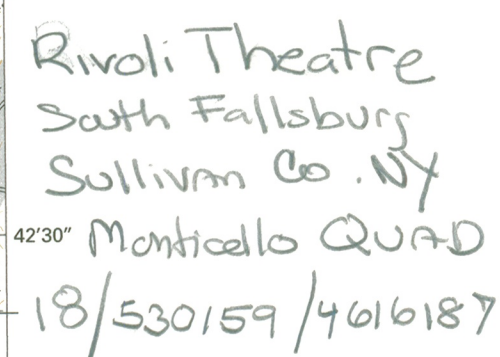 Rivoli Theatre
South Fallsburg
Sullivan Co. NY
42'30" Monticello QUAD
18/530159/4616187